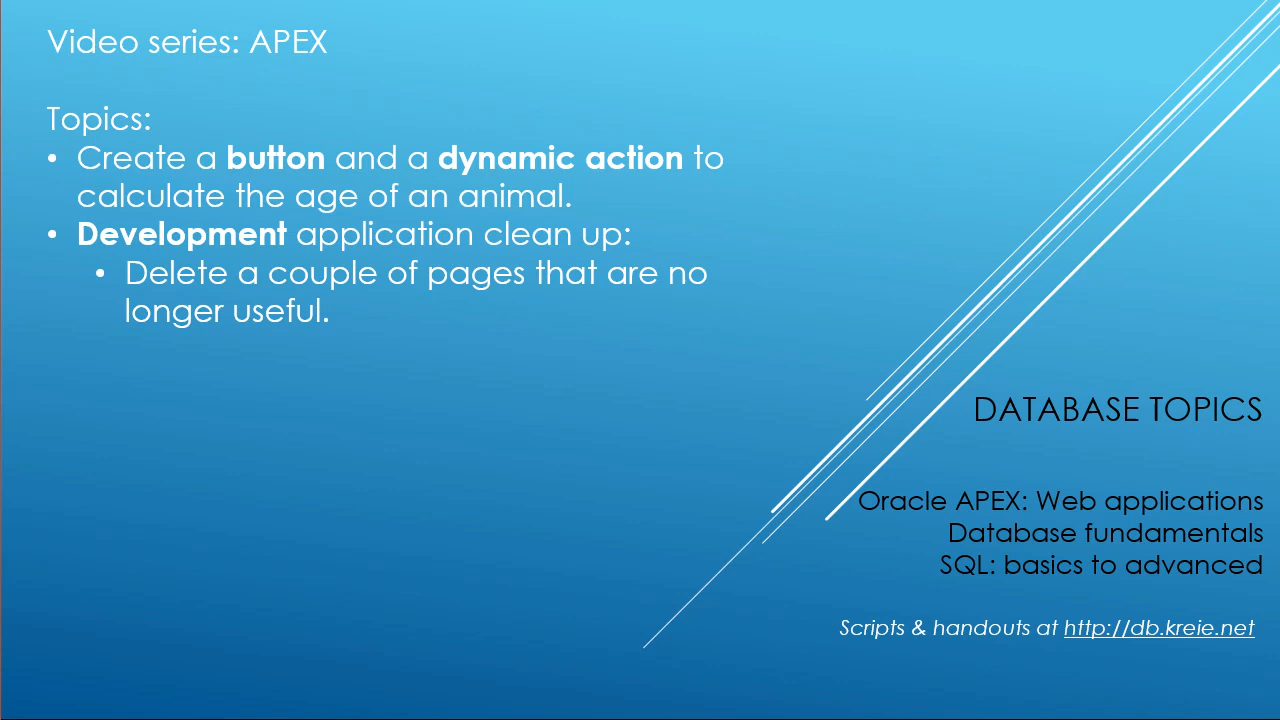 Video series: APEX
Topics:
• Create a button and a dynamic action to
calculate the age of an animal.
• Development application clean up:
• Delete a couple of pages that are no
longer useful.
DATABASE TOPICS
Oracle APEX: Web applications
Database fundamentals
SQL: basics to advanced
Scripts & handouts at http://db.kreie.net